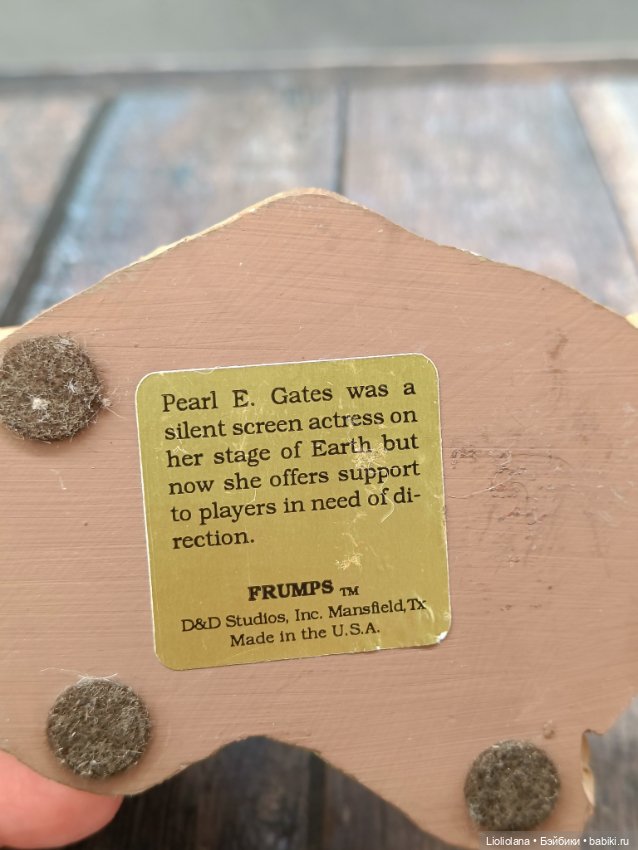 Pearl E. Gates was a
silent screen actress on
her stage of Earth but
now she offers support
to players in need of di-
rection.
FRUMPS TM
D&D Studios, Inc. Mansfield,Tx
Made in the U.S.A.
Lioliolana • Бэйбики • babiki.ru